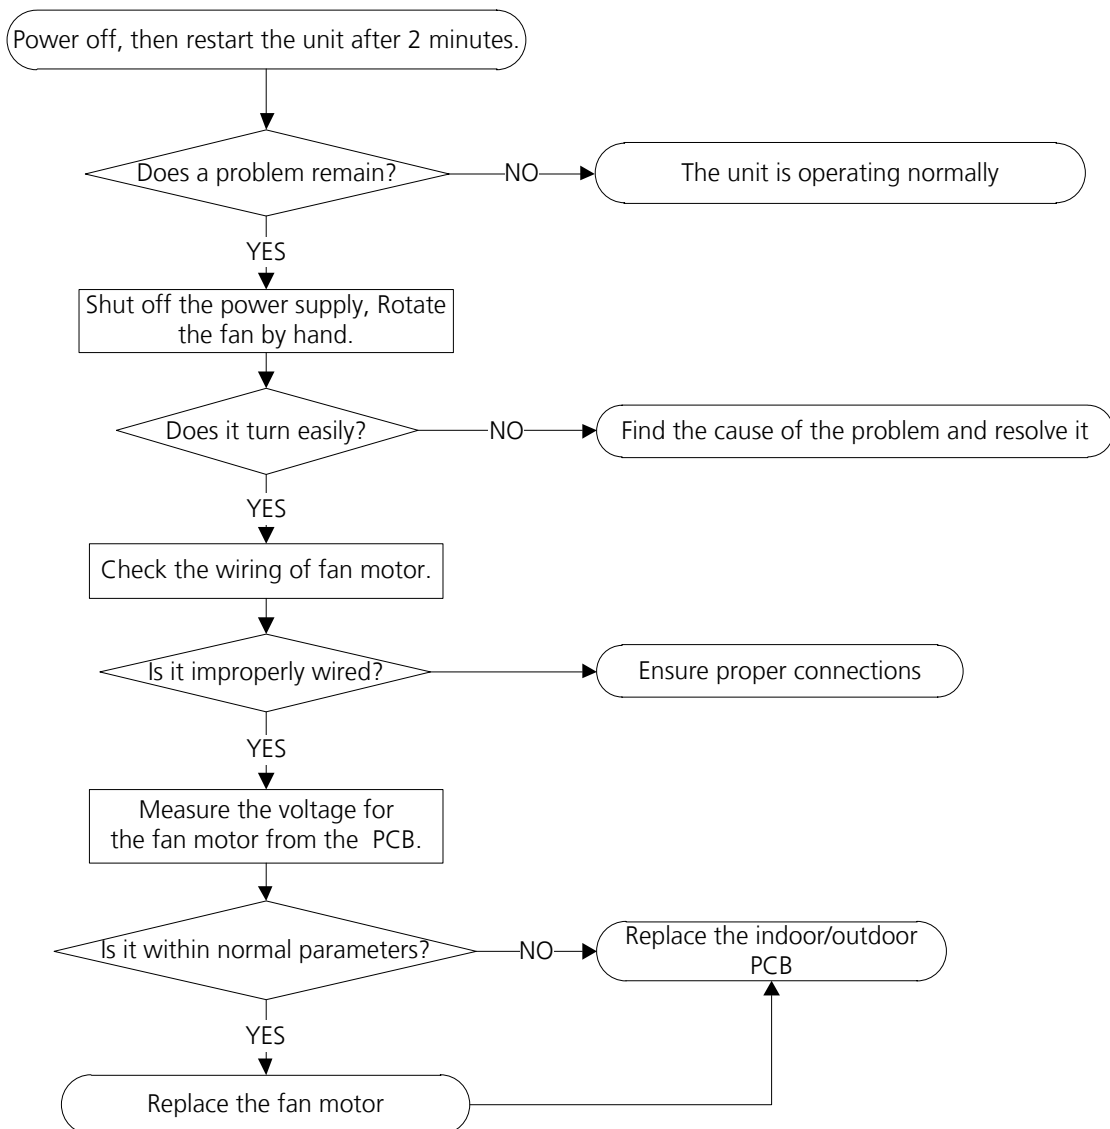 Power off, then restart the unit after 2 minutes.
Does a problem remain?
NO
The unit is operating normally
YES
Shut off the power supply, Rotate
the fan by hand.
Does it turn easily?
NO
Find the cause of the problem and resolve it
YES
Check the wiring of fan motor.
Is it improperly wired?
Ensure proper connections
YES
Measure the voltage for
the fan motor from the PCB.
Is it within normal parameters?
NO
Replace the indoor/outdoor
PCB
YES
Replace the fan motor